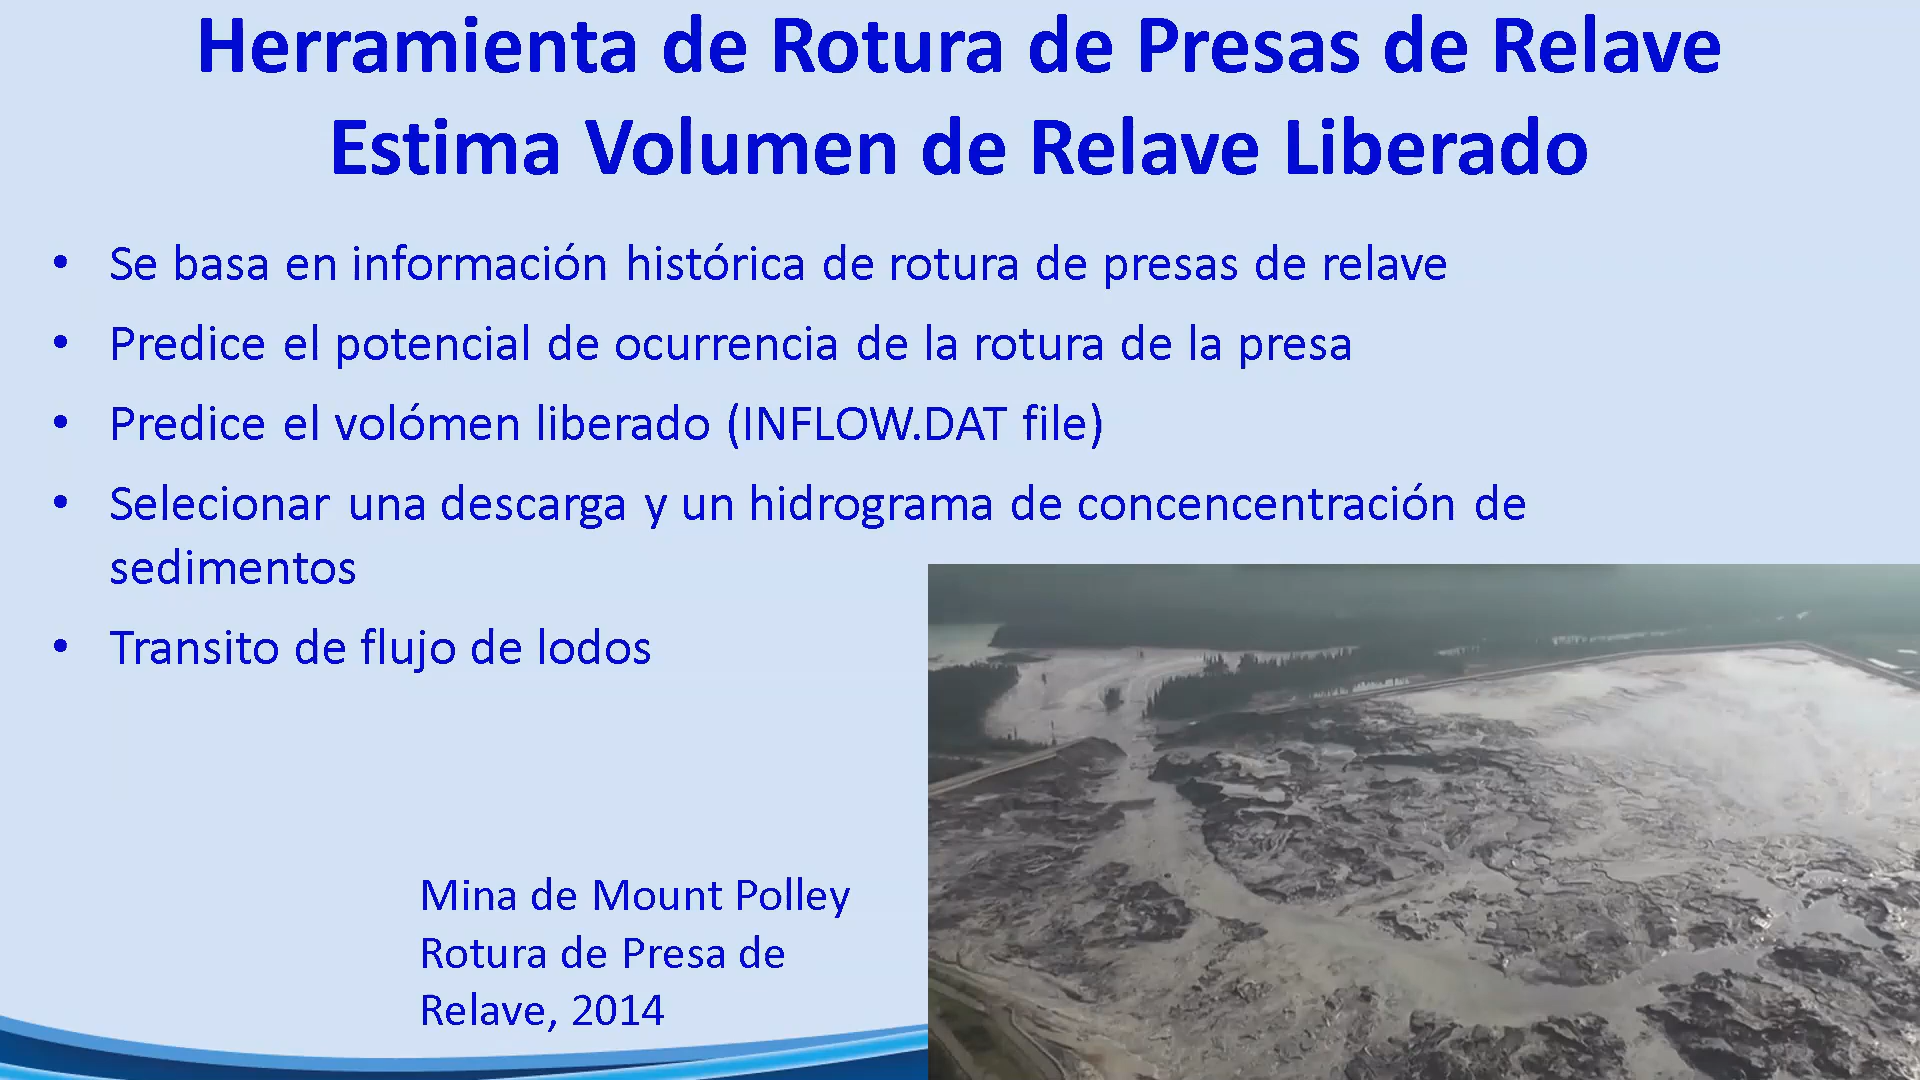 Herramienta de Rotura de Presas de Relave
Estima Volumen de Relave Liberado
• Se basa en información histórica de rotura de presas de relave
• Predice el potencial de ocurrencia de la rotura de la presa
• Predice el volómen liberado (INFLOW.DAT file)
• Selecionar una descarga y un hidrograma de concencentración de
sedimentos
• Transito de flujo de lodos
Mina de Mount Polley
Rotura de Presa de
Relave, 2014